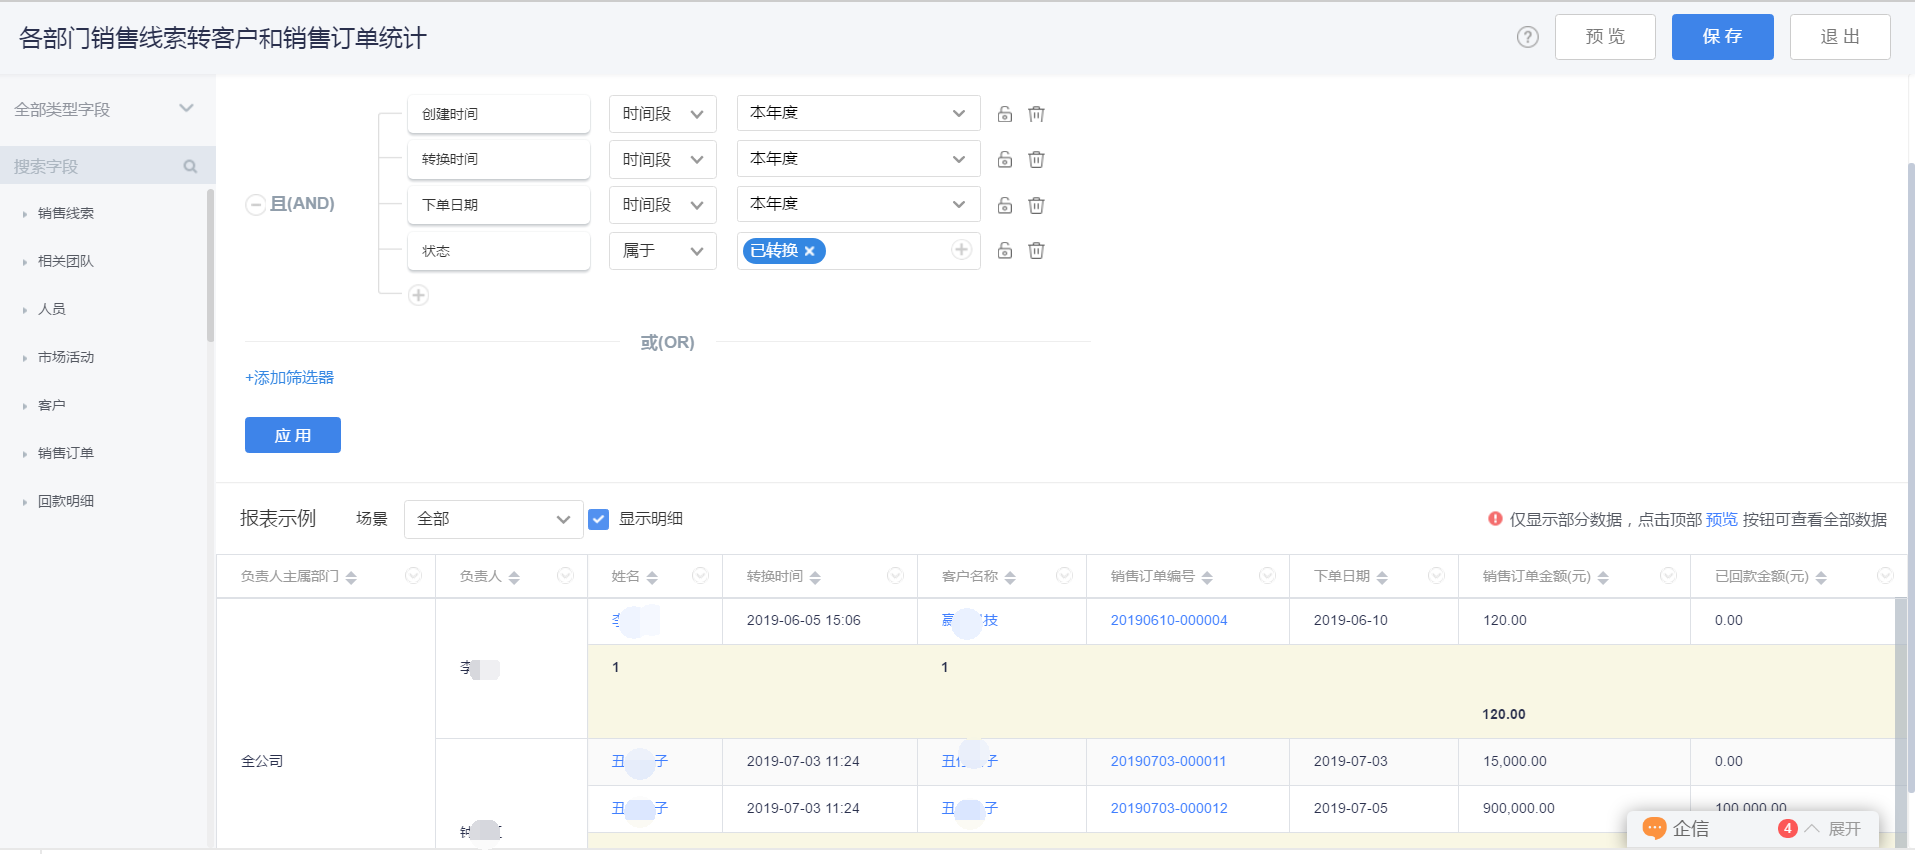 各部门销售线索转客户和销售订单统计
? 预 览 保 存 退 出
全部类型字段
搜索字段
销售线索
相关团队
人员
市场活动
客户
销售订单
回款明细
且(AND)
创建时间 时间段 本年度
转换时间 时间段 本年度
下单日期 时间段 本年度
状态 属于 已转换 ×
或(OR)
+添加筛选器
应 用
报表示例 场景 全部 显示明细 仅显示部分数据，点击顶部 预览 按钮可查看全部数据
负责人主属部门 负责人 姓名 转换时间 客户名称 销售订单编号 下单日期 销售订单金额(元) 已回款金额(元)
2019-06-05 15:06 技 20190610-000004 2019-06-10 120.00 0.00
李 1 1
120.00
全公司 丑 子 2019-07-03 11:24 丑 子 20190703-000011 2019-07-03 15,000.00 0.00
丑 子 2019-07-03 11:24 丑 子 20190703-000012 2019-07-05 900,000.00 100,000.00
企信 4 展开